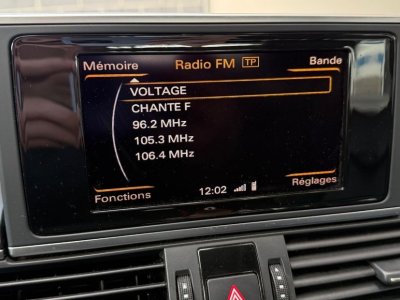 Mémoire Radio FM TP Bande
VOLTAGE
CHANTE F
96.2 MHz
105.3 MHz
106.4 MHz
Fonctions 12:02 Réglages